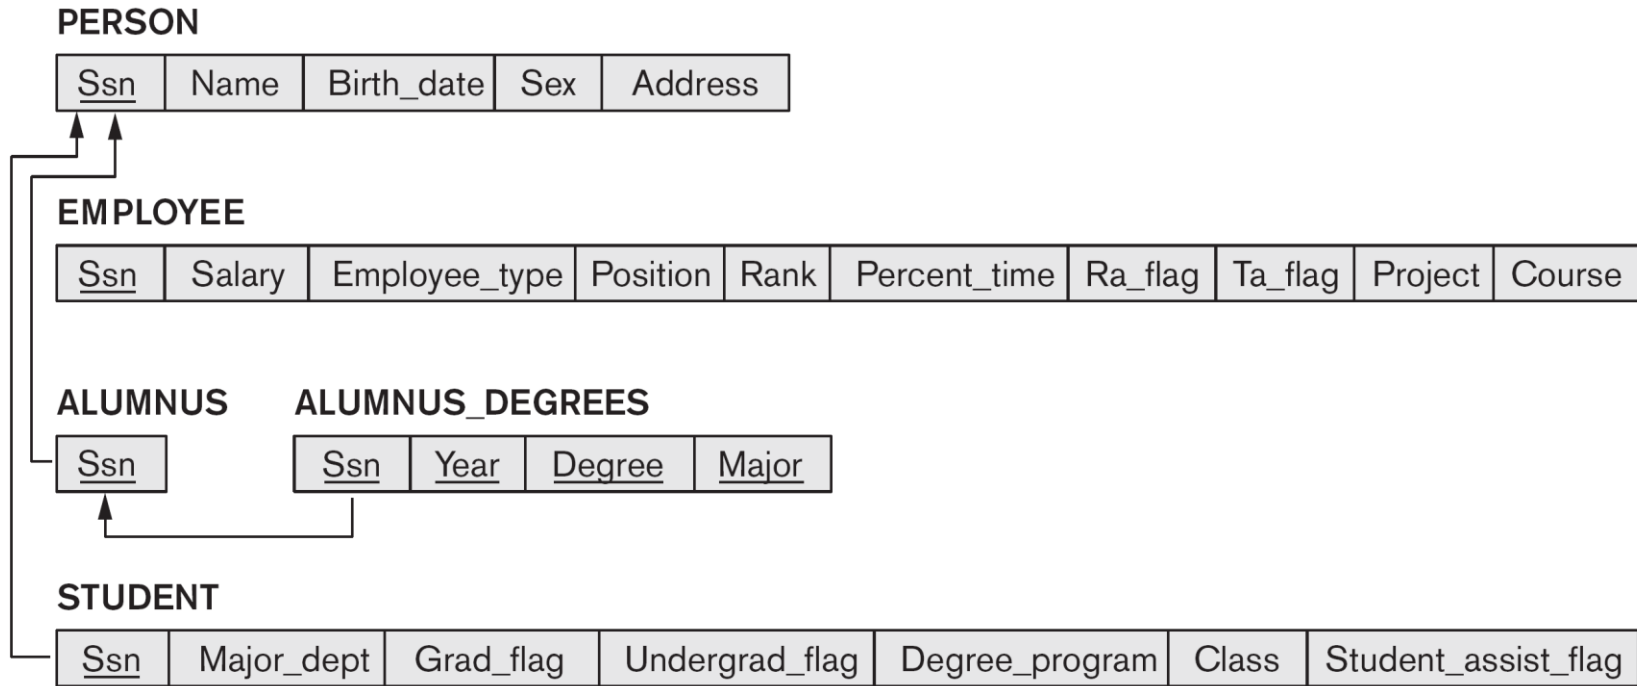 PERSON
Ssn Name Birth_date Sex Address
EMPLOYEE
Ssn Salary Employee_type Position Rank Percent_time Ra_flag Ta_flag Project Course
ALUMNUS ALUMNUS_DEGREES
Ssn Ssn Year Degree Major
STUDENT
Ssn Major_dept Grad_flag Undergrad_flag Degree_program Class Student_assist_flag